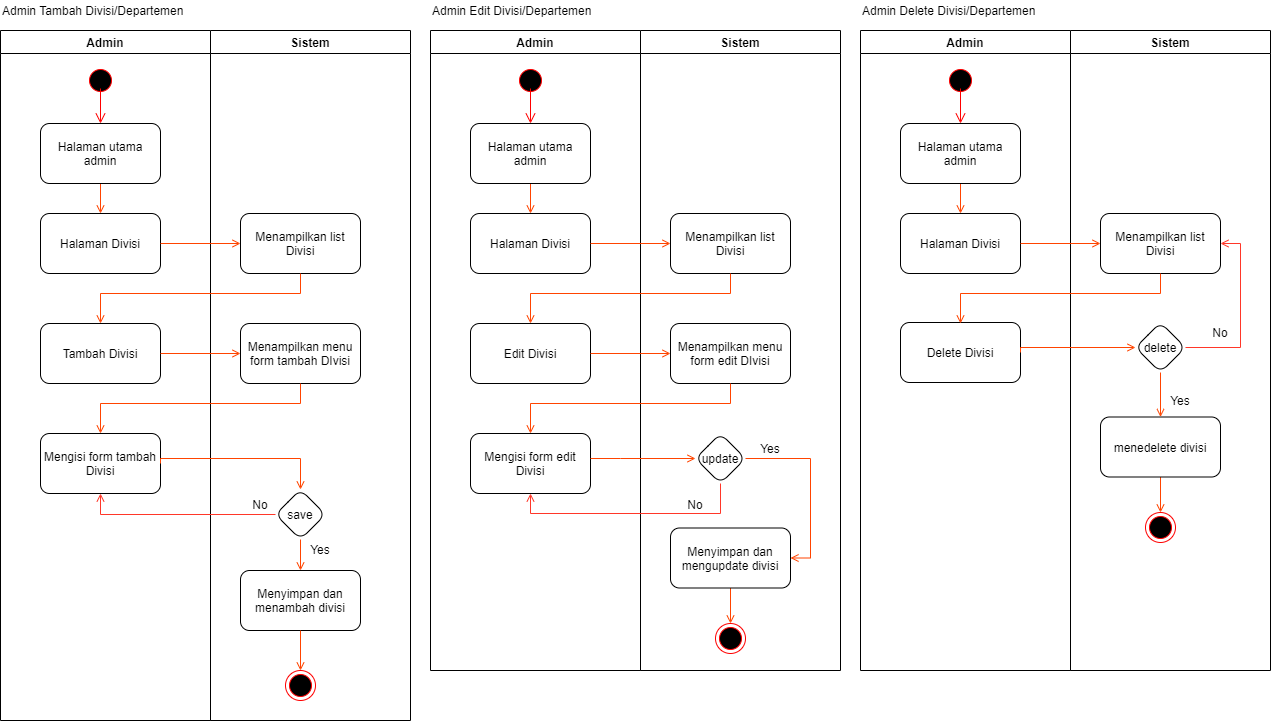 Admin Tambah Divisi/Departemen
Admin
Sistem
Halaman utama
admin
Halaman Divisi
Menampilkan list
Divisi
Tambah Divisi
Menampilkan menu
form tambah DIvisi
Mengisi form tambah
Divisi
No
save
Yes
Menyimpan dan
menambah divisi
Admin Edit Divisi/Departemen
Admin
Sistem
Halaman utama
admin
Halaman Divisi
Menampilkan list
Divisi
Edit Divisi
Menampilkan menu
form edit DIvisi
Mengisi form edit
Divisi
update
Yes
No
Menyimpan dan
mengupdate divisi
Admin Delete Divisi/Departemen
Admin
Sistem
Halaman utama
admin
Halaman Divisi
Menampilkan list
Divisi
Delete Divisi
delete
No
Yes
menedelete divisi